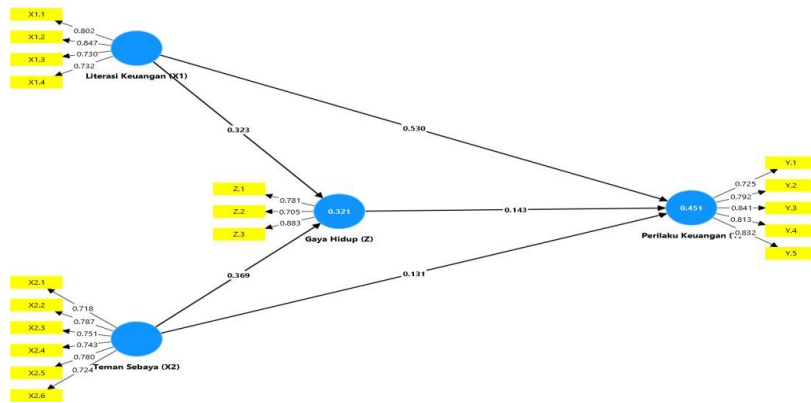 X1.1
X1.2
X1.3
X1.4
0.802
0.847
0.730
0.732
Literasi Keuangan (X1)
0.323
0.530
Z.1
Z.2
Z.3
0.781
0.705
0.883
0.321
Gaya Hidup (Z)
0.143
0.451
Perilaku Keuangan
Y.1
Y.2
Y.3
Y.4
Y.5
0.725
0.792
0.841
0.813
0.832
0.369
0.131
X2.1
X2.2
X2.3
X2.4
X2.5
X2.6
0.718
0.787
0.751
0.743
0.780
0.724
Teman Sebaya (X2)